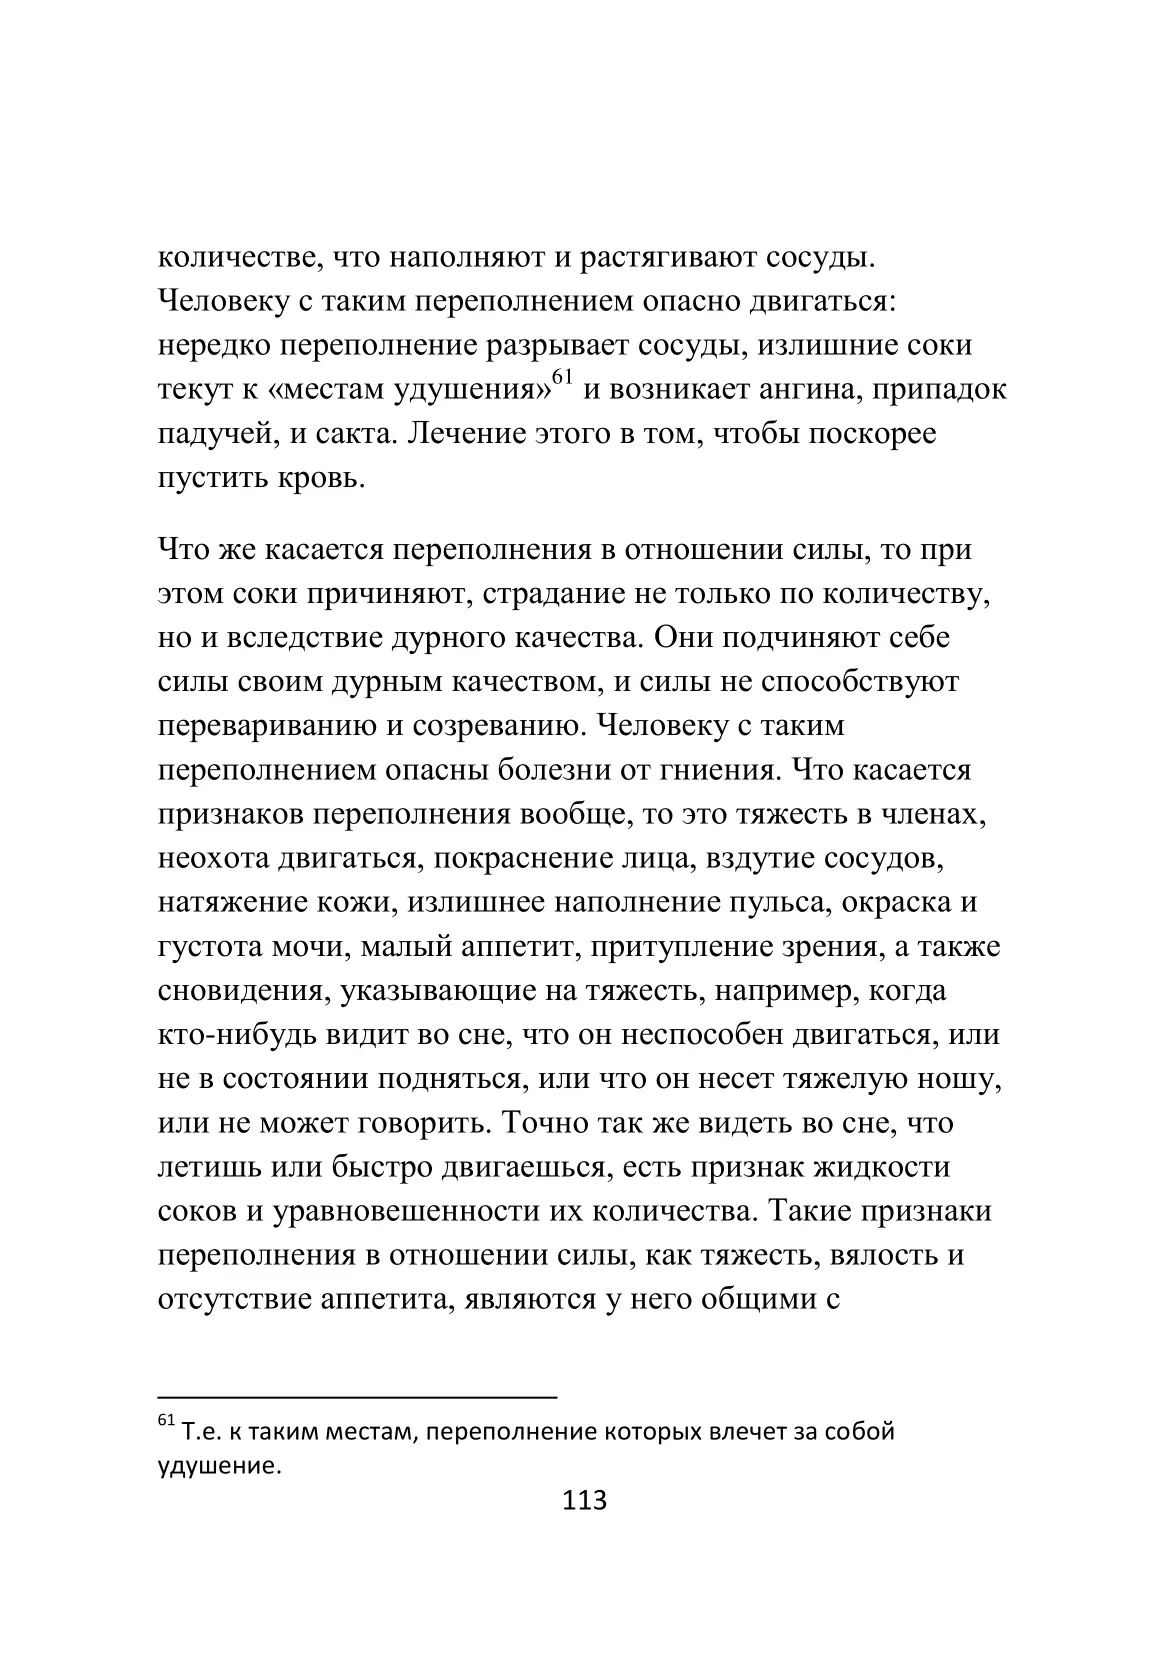 количестве, что наполняют и растягивают сосуды.
Человеку с таким переполнением опасно двигаться:
нередко переполнение разрывает сосуды, излишние соки
текут к «местам удушения»61 и возникает ангина, припадок
падучей, и сакта. Лечение этого в том, чтобы поскорее
пустить кровь.
Что же касается переполнения в отношении силы, то при
этом соки причиняют, страдание не только по количеству,
но и вследствие дурного качества. Они подчиняют себе
силы своим дурным качеством, и силы не способствуют
перевариванию и созреванию. Человеку с таким
переполнением опасны болезни от гниения. Что касается
признаков переполнения вообще, то это тяжесть в членах,
неохота двигаться, покраснение лица, вздутие сосудов,
натяжение кожи, излишнее наполнение пульса, окраска и
густота мочи, малый аппетит, притупление зрения, а также
сновидения, указывающие на тяжесть, например, когда
кто-нибудь видит во сне, что он неспособен двигаться, или
не в состоянии подняться, или что он несет тяжелую ношу,
или не может говорить. Точно так же видеть во сне, что
летишь или быстро двигаешься, есть признак жидкости
соков и уравновешенности их количества. Такие признаки
переполнения в отношении силы, как тяжесть, вялость и
отсутствие аппетита, являются у него общими с
61 Т.е. к таким местам, переполнение которых влечет за собой
удушение.
113